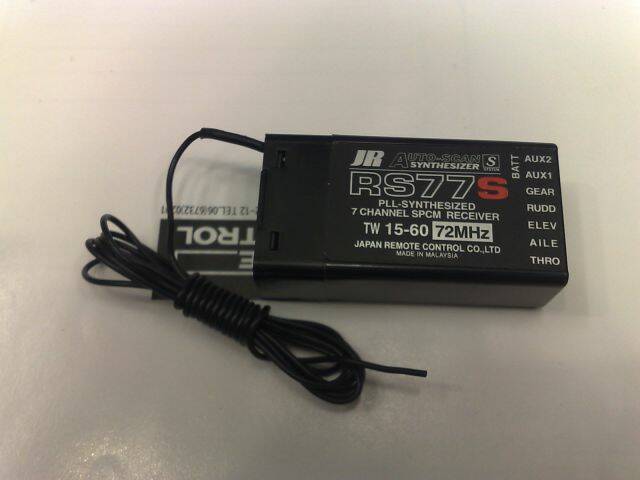 JR AUTO-SCAN SYNTHESIZER S SYSTEM
RS77S
PLL-SYNTHESIZED
7 CHANNEL SPCM RECEIVER
TW 15-60 72MHz
JAPAN REMOTE CONTROL CO.,LTD
MADE IN MALAYSIA
BATT
AUX2
AUX1
GEAR
RUDD
ELEV
AILE
THRO
TROL
E